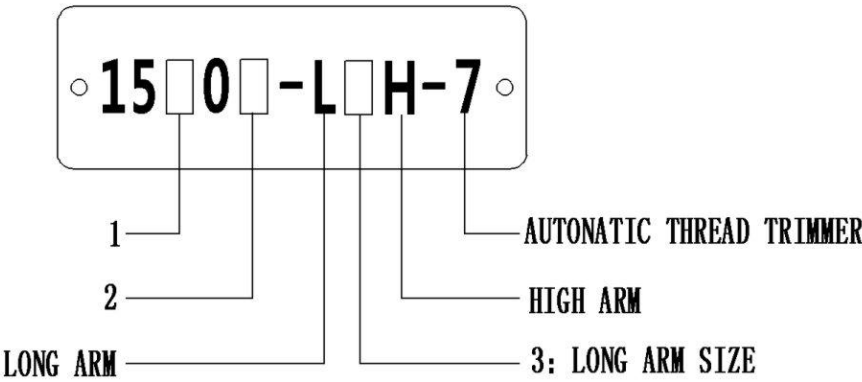 15□0□-L□H-7
1
AUTONATIC THREAD TRIMMER
2
HIGH ARM
LONG ARM
3: LONG ARM SIZE